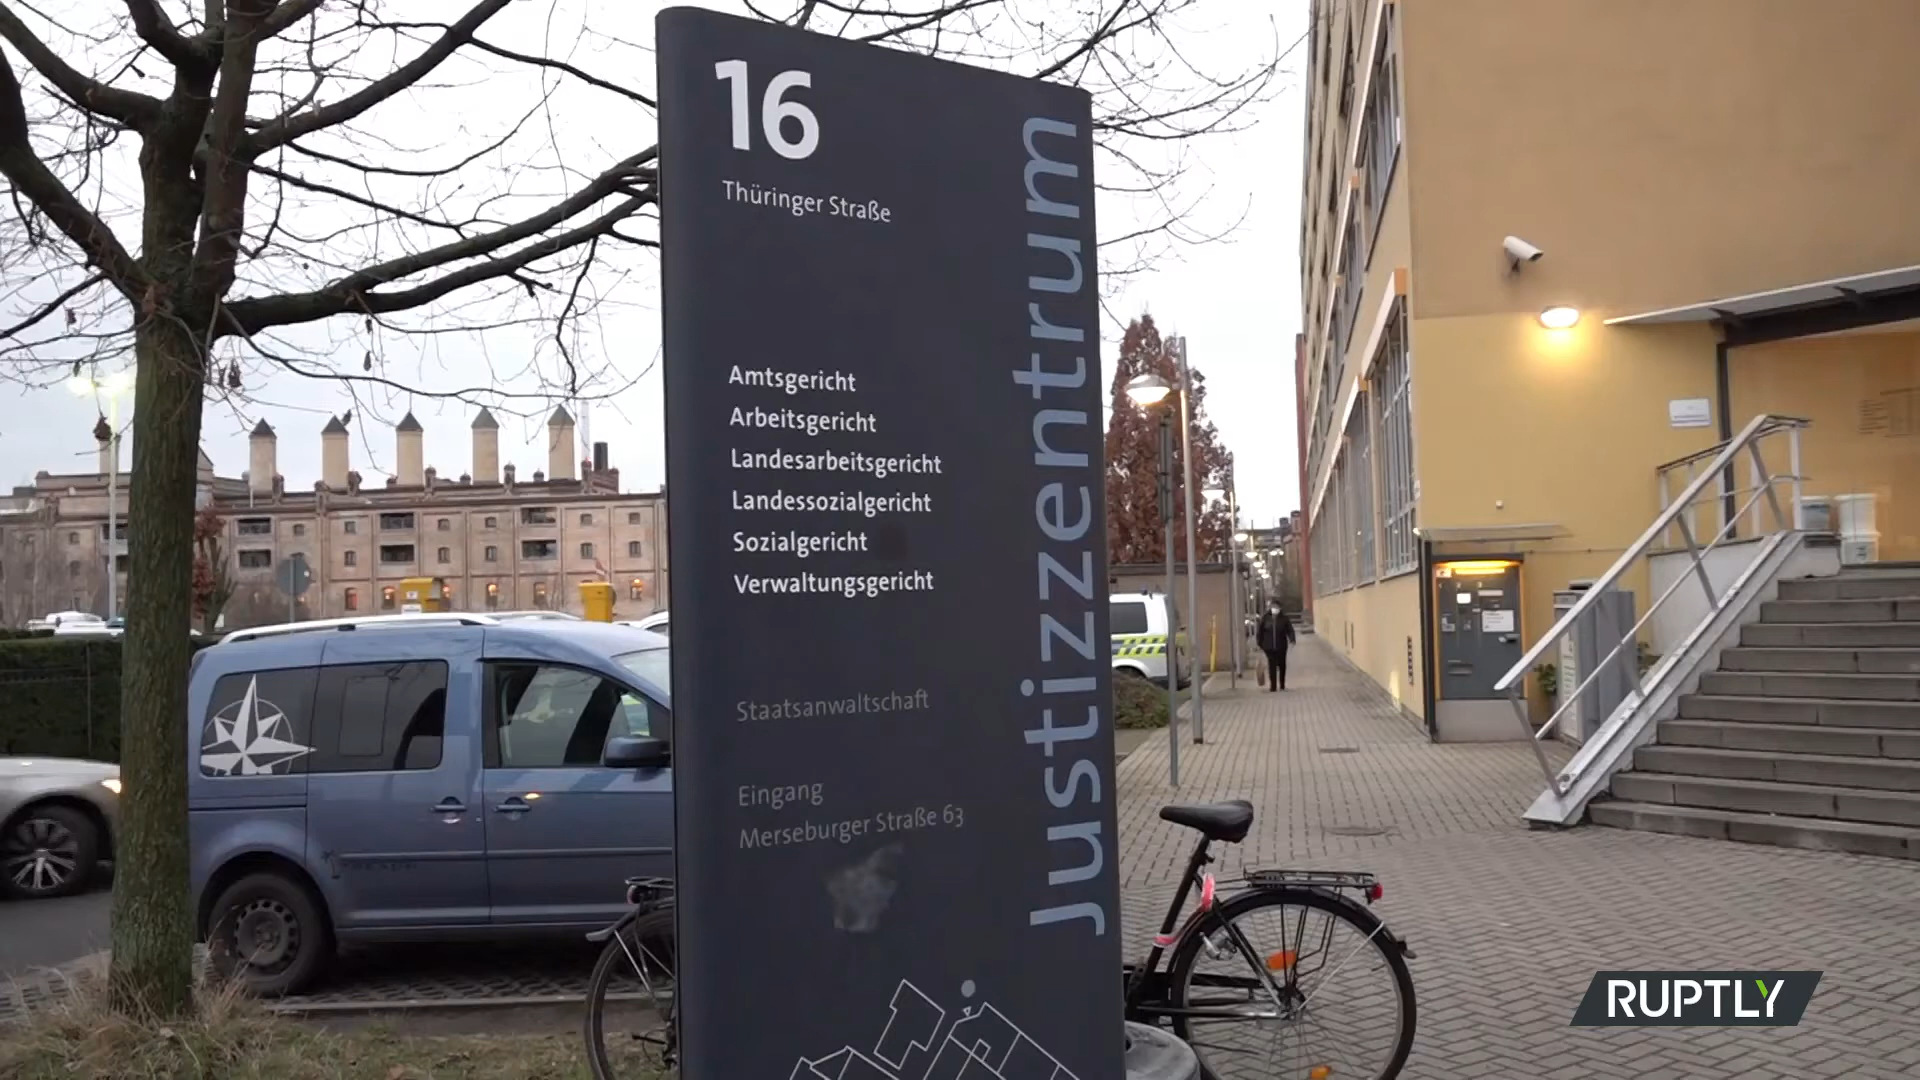 16
Thüringer Straße
Amtsgericht
Arbeitsgericht
Landesarbeitsgericht
Landessozialgericht
Sozialgericht
Verwaltungsgericht
Staatsanwaltschaft
Eingang
Merseburger Straße 63
Justizzentrum
RUPTLY